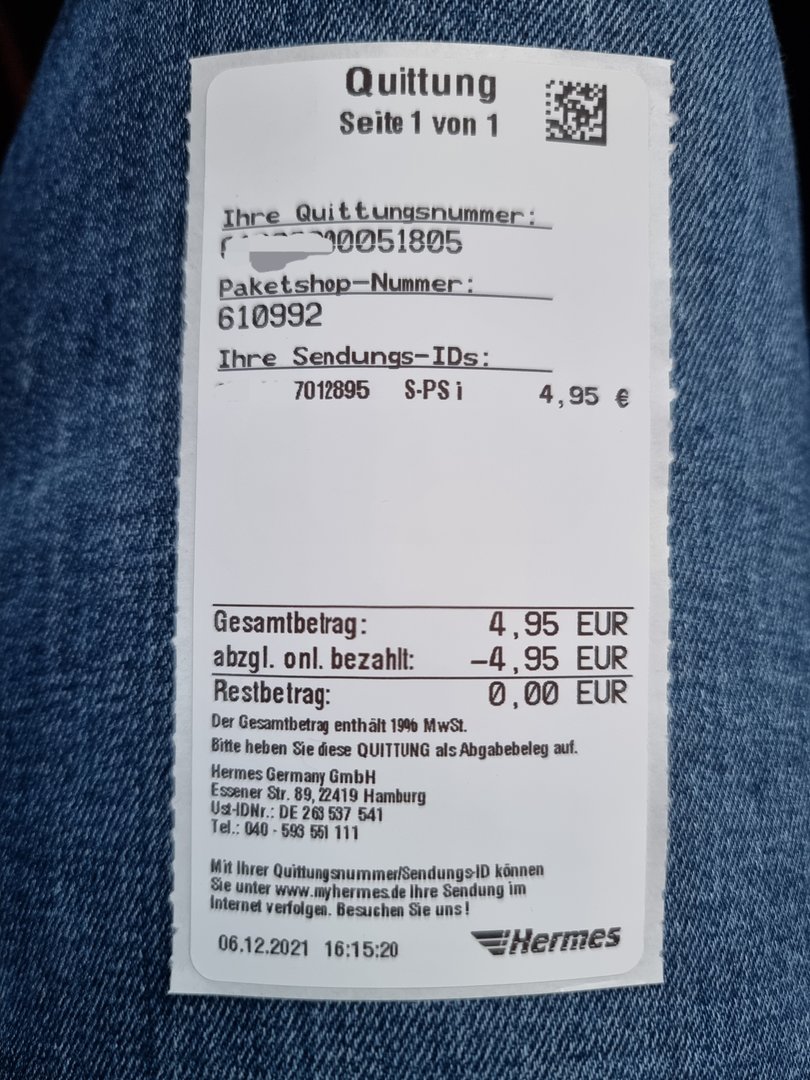 Quittung
Seite 1 von 1
Ihre Quittungsnummer:
00051805
Paketshop-Nummer:
610992
Ihre Sendungs-IDs:
7012895 S-PS i 4,95 €
Gesamtbetrag: 4,95 EUR
abzgl. onl. bezahlt: -4,95 EUR
Restbetrag: 0,00 EUR
Der Gesamtbetrag enthält 19% MwSt.
Bitte heben Sie diese QUITTUNG als Abgabebeleg auf.
Hermes Germany GmbH
Essener Str. 89, 22419 Hamburg
Ust-IDNr.: DE 263 537 541
Tel.: 040 - 593 551 111
Mit Ihrer Quittungsnummer/Sendungs-ID können
Sie unter www.myhermes.de Ihre Sendung im
Internet verfolgen. Besuchen Sie uns!
06.12.2021 16:15:20
Hermes